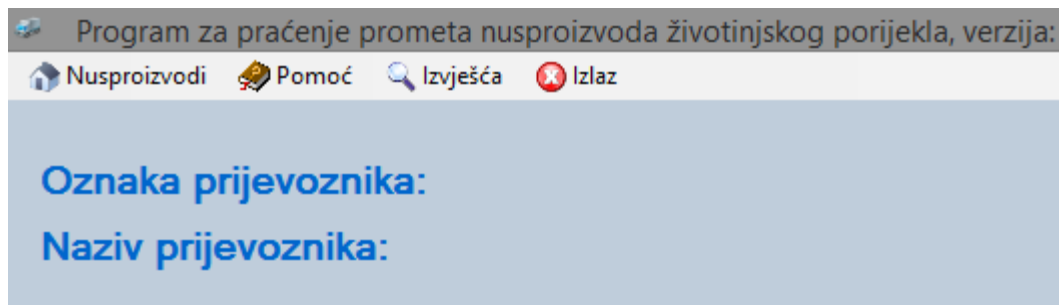 Program za praćenje prometa nusproizvoda životinjskog porijekla, verzija:
Nusproizvodi Pomoć Izvješća Izlaz
Oznaka prijevoznika:
Naziv prijevoznika: